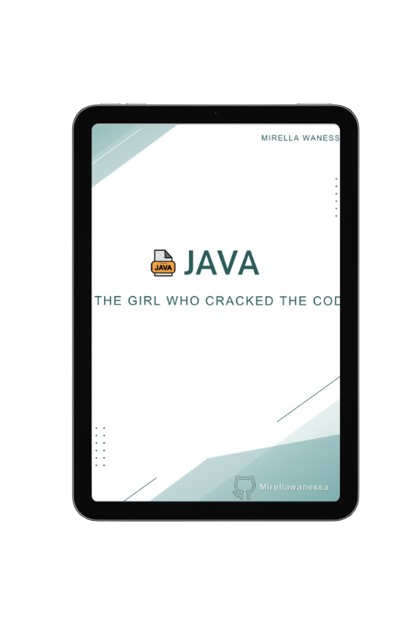 MIRELLA WANESS
JAVA JAVA
THE GIRL WHO CRACKED THE COD
Mirellawanessa